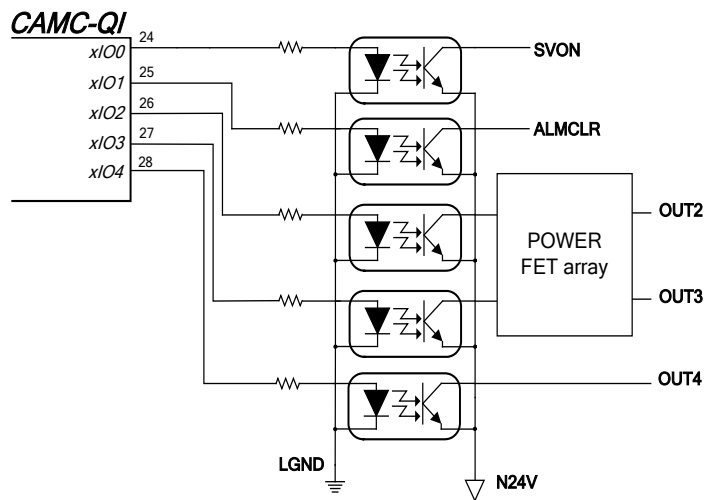 CAMC-QI
xIO0 24
xIO1 25
xIO2 26
xIO3 27
xIO4 28
SVON
ALMCLR
POWER
FET array
OUT2
OUT3
OUT4
LGND
N24V